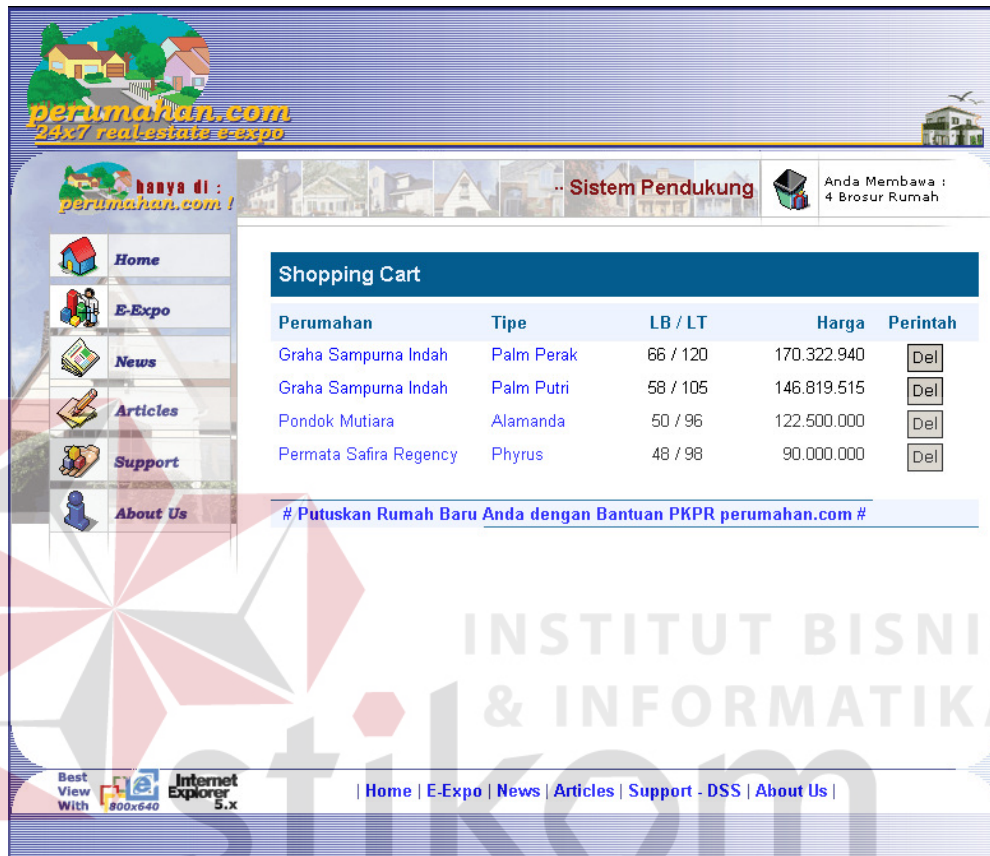 perumahan.com
24x7 real-estate e-expo
hanya di :
perumahan.com !
·· Sistem Pendukung
Anda Membawa :
4 Brosur Rumah
Home
E-Expo
News
Articles
Support
About Us
Shopping Cart
Perumahan Tipe LB / LT Harga Perintah
Graha Sampurna Indah Palm Perak 66 / 120 170.322.940 Del
Graha Sampurna Indah Palm Putri 58 / 105 146.819.515 Del
Pondok Mutiara Alamanda 50 / 96 122.500.000 Del
Permata Safira Regency Phyrus 48 / 98 90.000.000 Del
# Putuskan Rumah Baru Anda dengan Bantuan PKPR perumahan.com #
INSTITUT BISNI
& INFORMATIKA
stikom
Best
View
With
800x640
Internet
Explorer
5.x
| Home | E-Expo | News | Articles | Support - DSS | About Us |